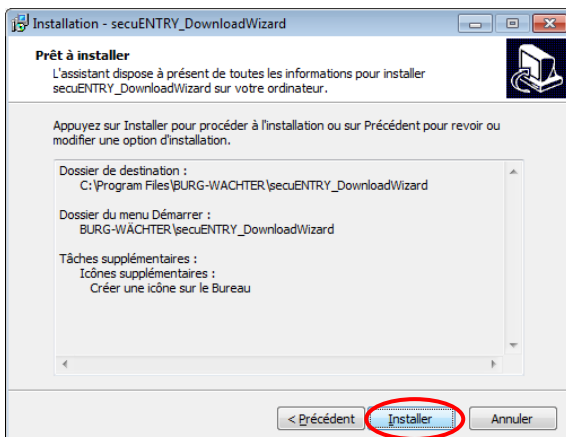 Installation - secuENTRY_DownloadWizard
Prêt à installer
L'assistant dispose à présent de toutes les informations pour installer
secuENTRY_DownloadWizard sur votre ordinateur.
Appuyez sur Installer pour procéder à l'installation ou sur Précédent pour revoir ou
modifier une option d'installation.
Dossier de destination :
C:\Program Files\BURG-WACHTER\secuENTRY_DownloadWizard
Dossier du menu Démarrer :
BURG-WÄCHTER\secuENTRY_DownloadWizard
Tâches supplémentaires :
Icônes supplémentaires :
Créer une icône sur le Bureau
< Précédent Installer Annuler